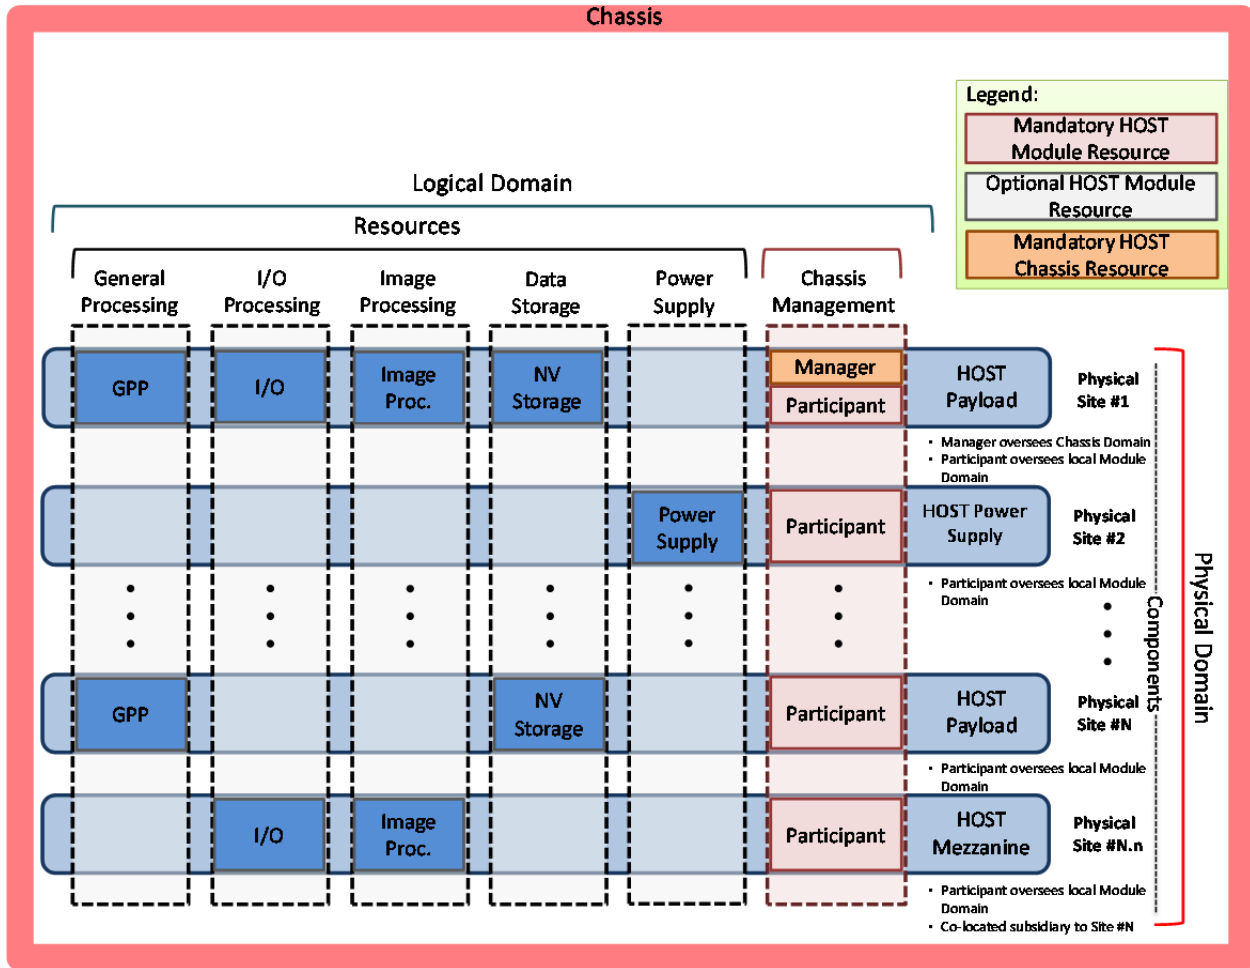 Chassis
Legend:
Mandatory HOST
Module Resource
Optional HOST Module
Resource
Mandatory HOST
Chassis Resource
Logical Domain
Resources
General
Processing
I/O
Processing
Image
Processing
Data
Storage
Power
Supply
Chassis
Management
GPP
I/O
Image
Proc.
NV
Storage
Manager
Participant
HOST
Payload
Physical
Site #1
• Manager oversees Chassis Domain
• Participant oversees local Module
Domain
Power
Supply
Participant
HOST Power
Supply
Physical
Site #2
• Participant oversees local Module
Domain
GPP
NV
Storage
Participant
HOST
Payload
Physical
Site #N
• Participant oversees local Module
Domain
I/O
Image
Proc.
Participant
HOST
Mezzanine
Physical
Site #N.n
• Participant oversees local Module
Domain
• Co-located subsidiary to Site #N
Components
Physical Domain